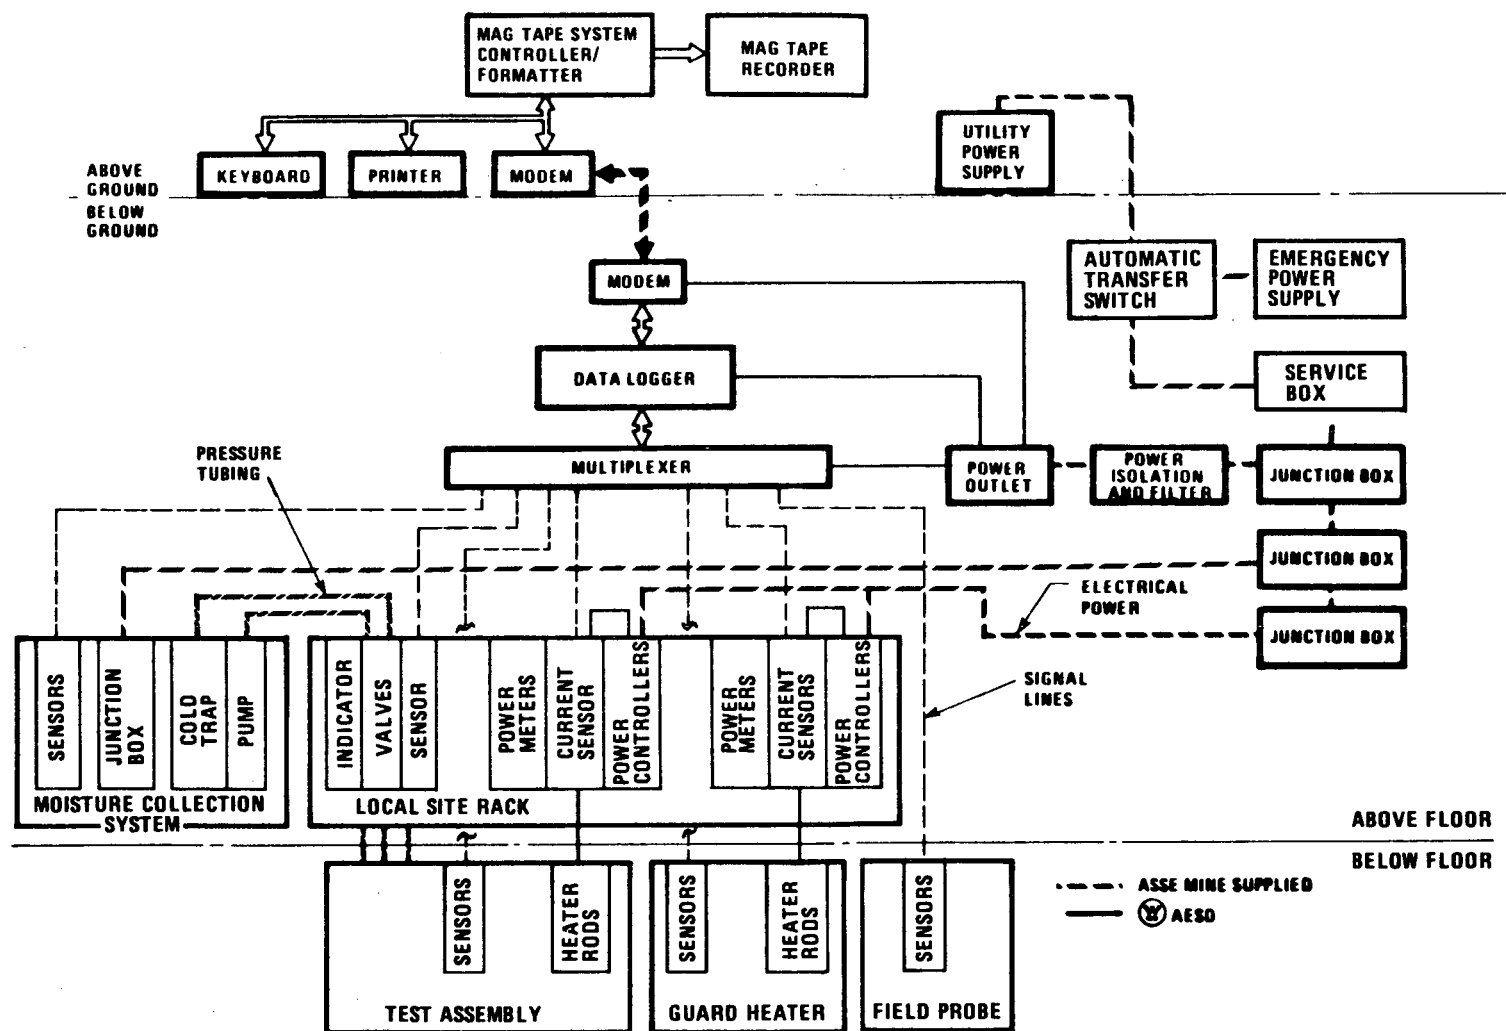 MAG TAPE SYSTEM
CONTROLLER/
FORMATTER
MAG TAPE
RECORDER
UTILITY
POWER
SUPPLY
KEYBOARD
PRINTER
MODEM
ABOVE
GROUND
BELOW
GROUND
MODEM
AUTOMATIC
TRANSFER
SWITCH
EMERGENCY
POWER
SUPPLY
DATA LOGGER
SERVICE
BOX
PRESSURE
TUBING
MULTIPLEXER
POWER
OUTLET
POWER
ISOLATION
AND FILTER
JUNCTION BOX
JUNCTION BOX
ELECTRICAL
POWER
JUNCTION BOX
SIGNAL
LINES
SENSORS
JUNCTION
BOX
COLD
TRAP
PUMP
MOISTURE COLLECTION
SYSTEM
INDICATOR
VALVES
SENSOR
POWER
METERS
CURRENT
SENSOR
POWER
CONTROLLERS
POWER
METERS
CURRENT
SENSORS
POWER
CONTROLLERS
LOCAL SITE RACK
ABOVE FLOOR
BELOW FLOOR
SENSORS
HEATER
RODS
TEST ASSEMBLY
SENSORS
HEATER
RODS
GUARD HEATER
SENSORS
FIELD PROBE
ASSE MINE SUPPLIED
W AESD